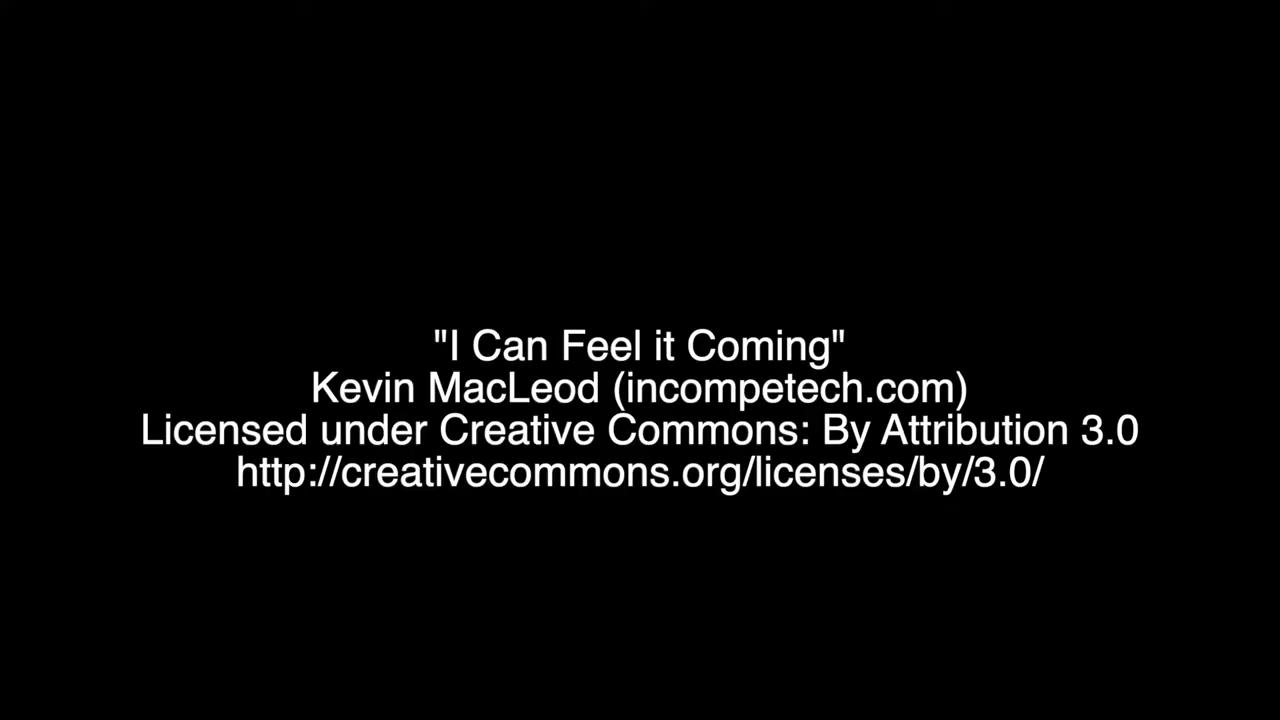 "I Can Feel it Coming"
Kevin MacLeod (incompetech.com)
Licensed under Creative Commons: By Attribution 3.0
http://creativecommons.org/licenses/by/3.0/